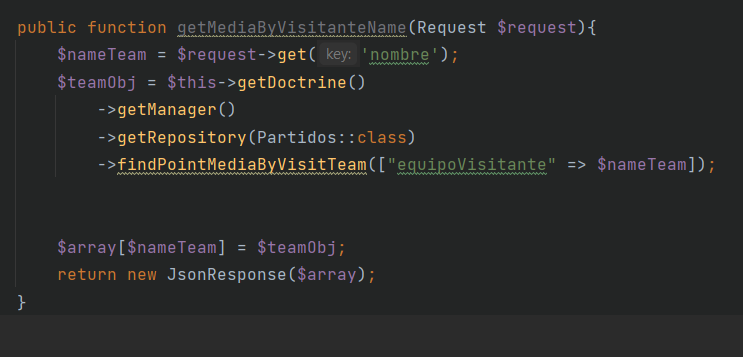 public function getMediaByVisitanteName(Request $request){
$nameTeam = $request->get( key: 'nombre');
$teamObj = $this->getDoctrine()
->getManager()
->getRepository(Partidos::class)
->findPointMediaByVisitTeam(["equipoVisitante" => $nameTeam]);
$array[$nameTeam] = $teamObj;
return new JsonResponse($array);
}